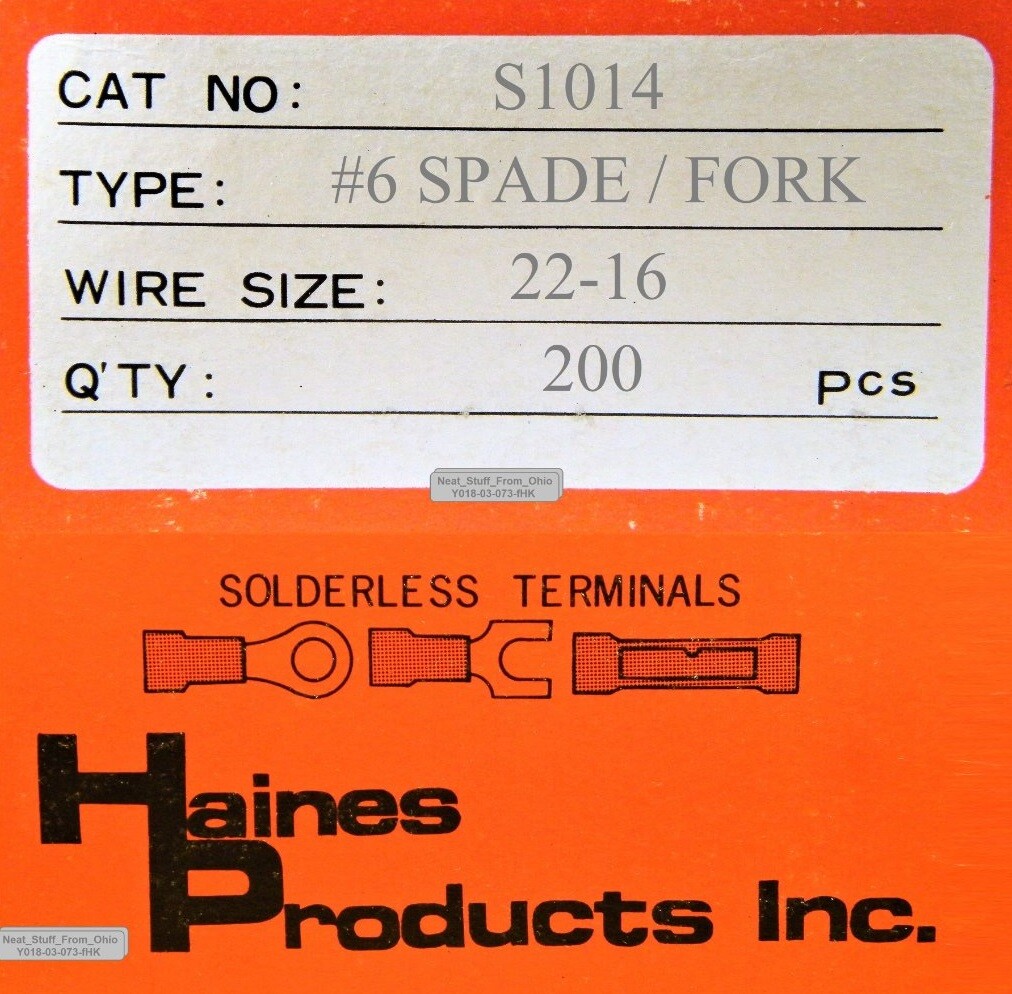 CAT NO: S1014
TYPE: #6 SPADE / FORK
WIRE SIZE: 22-16
Q'TY: 200 pcs
Neat_Stuff_From_Ohio
Y018-03-073-fHK
SOLDERLESS TERMINALS
Haines
Products Inc.
Neat_Stuff_From_Ohio
Y018-03-073-fHK